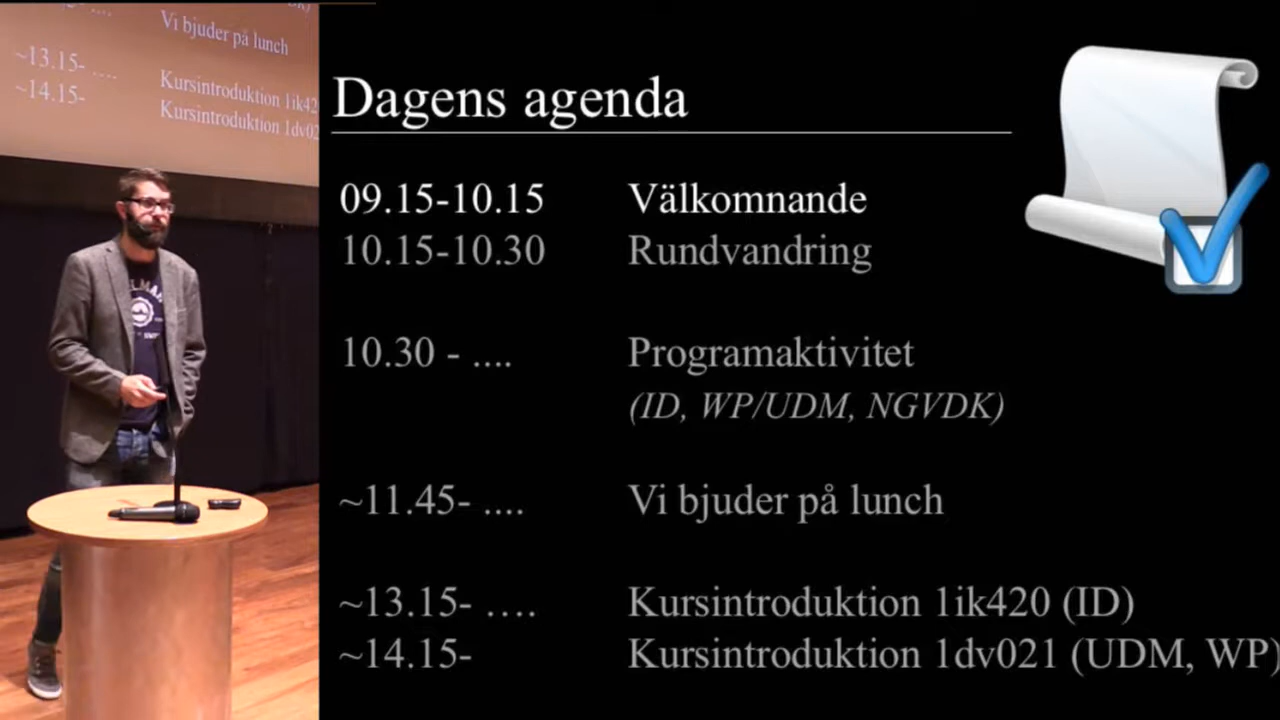 Vi bjuder på lunch
~13.15- ....
Kursintroduktion 1ik42
~14.15-
Kursintroduktion 1dv02
Dagens agenda
09.15-10.15 Välkomnande
10.15-10.30 Rundvandring
10.30 - .... Programaktivitet
(ID, WP/UDM, NGVDK)
~11.45- .... Vi bjuder på lunch
~13.15- .... Kursintroduktion 1ik420 (ID)
~14.15- Kursintroduktion 1dv021 (UDM, WP)